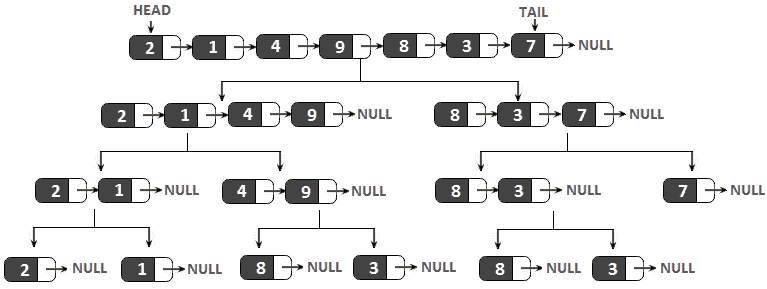 HEAD TAIL
2 1 4 9 8 3 7 NULL
2 1 4 9 NULL 8 3 7 NULL
2 1 NULL 4 9 NULL 8 3 NULL 7 NULL
2 NULL 1 NULL 8 NULL 3 NULL 8 NULL 3 NULL